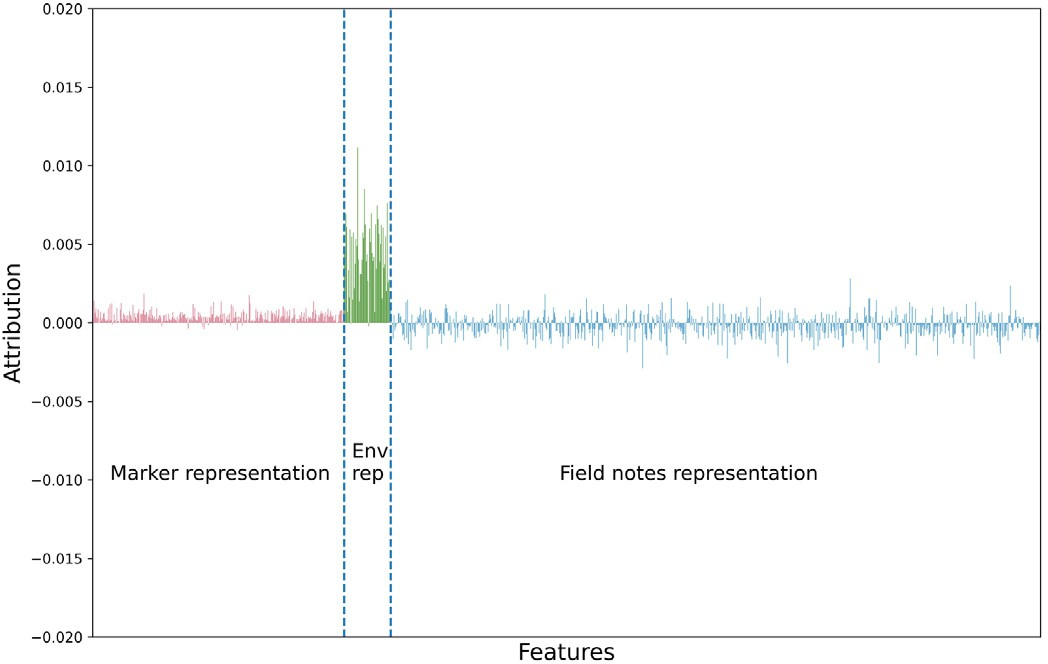 0.020
0.015
0.010
0.005
0.000
−0.005
−0.010
−0.015
−0.020
Attribution
Marker representation
Env
rep
Field notes representation
Features